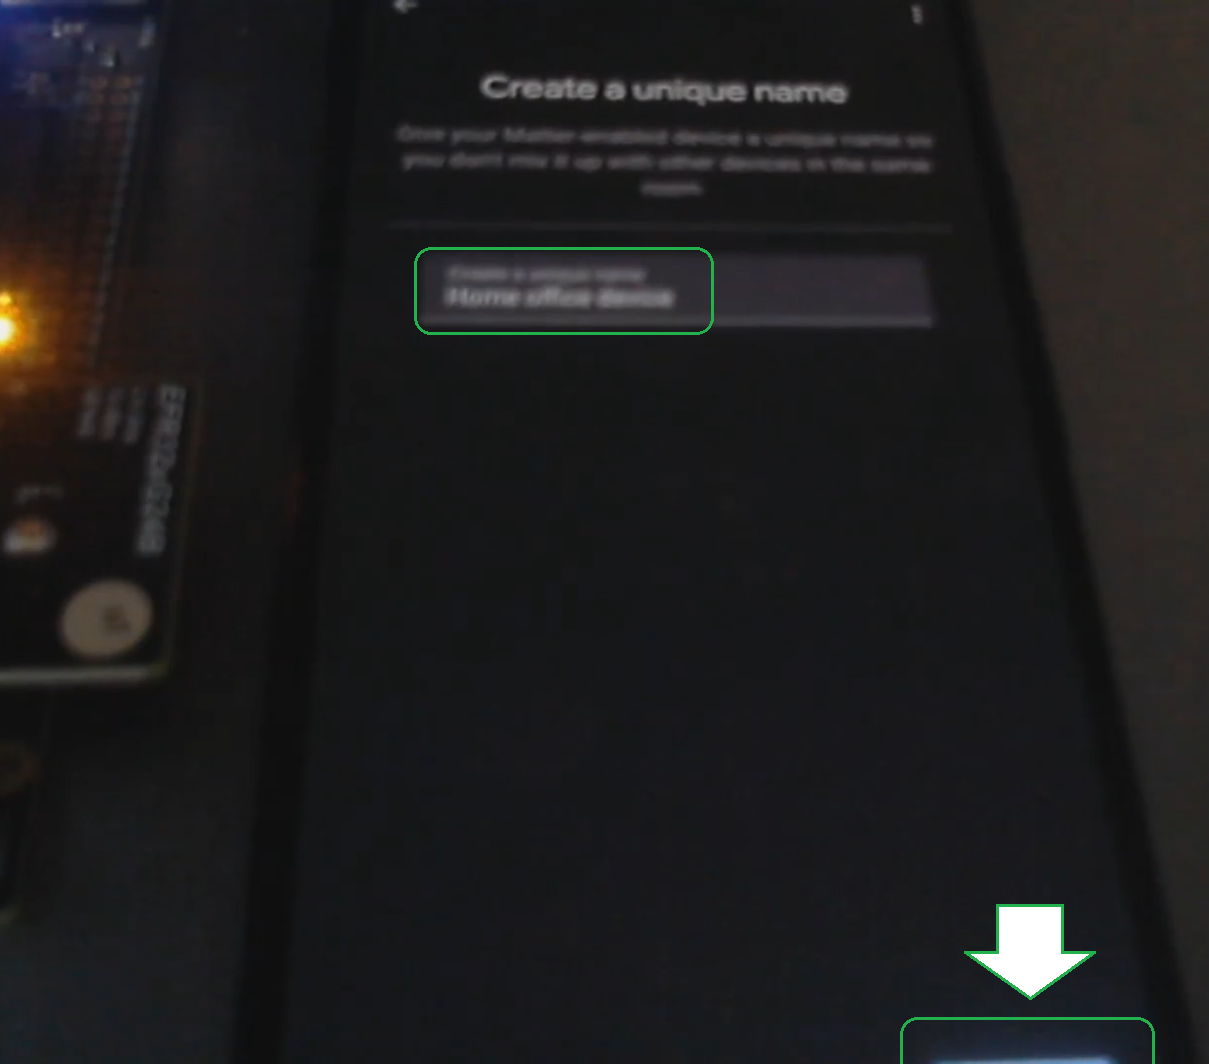 Create a unique name
Give your Matter-enabled device a unique name so
you don't mix it up with other devices in the same
room.
Create a unique name
Home office device